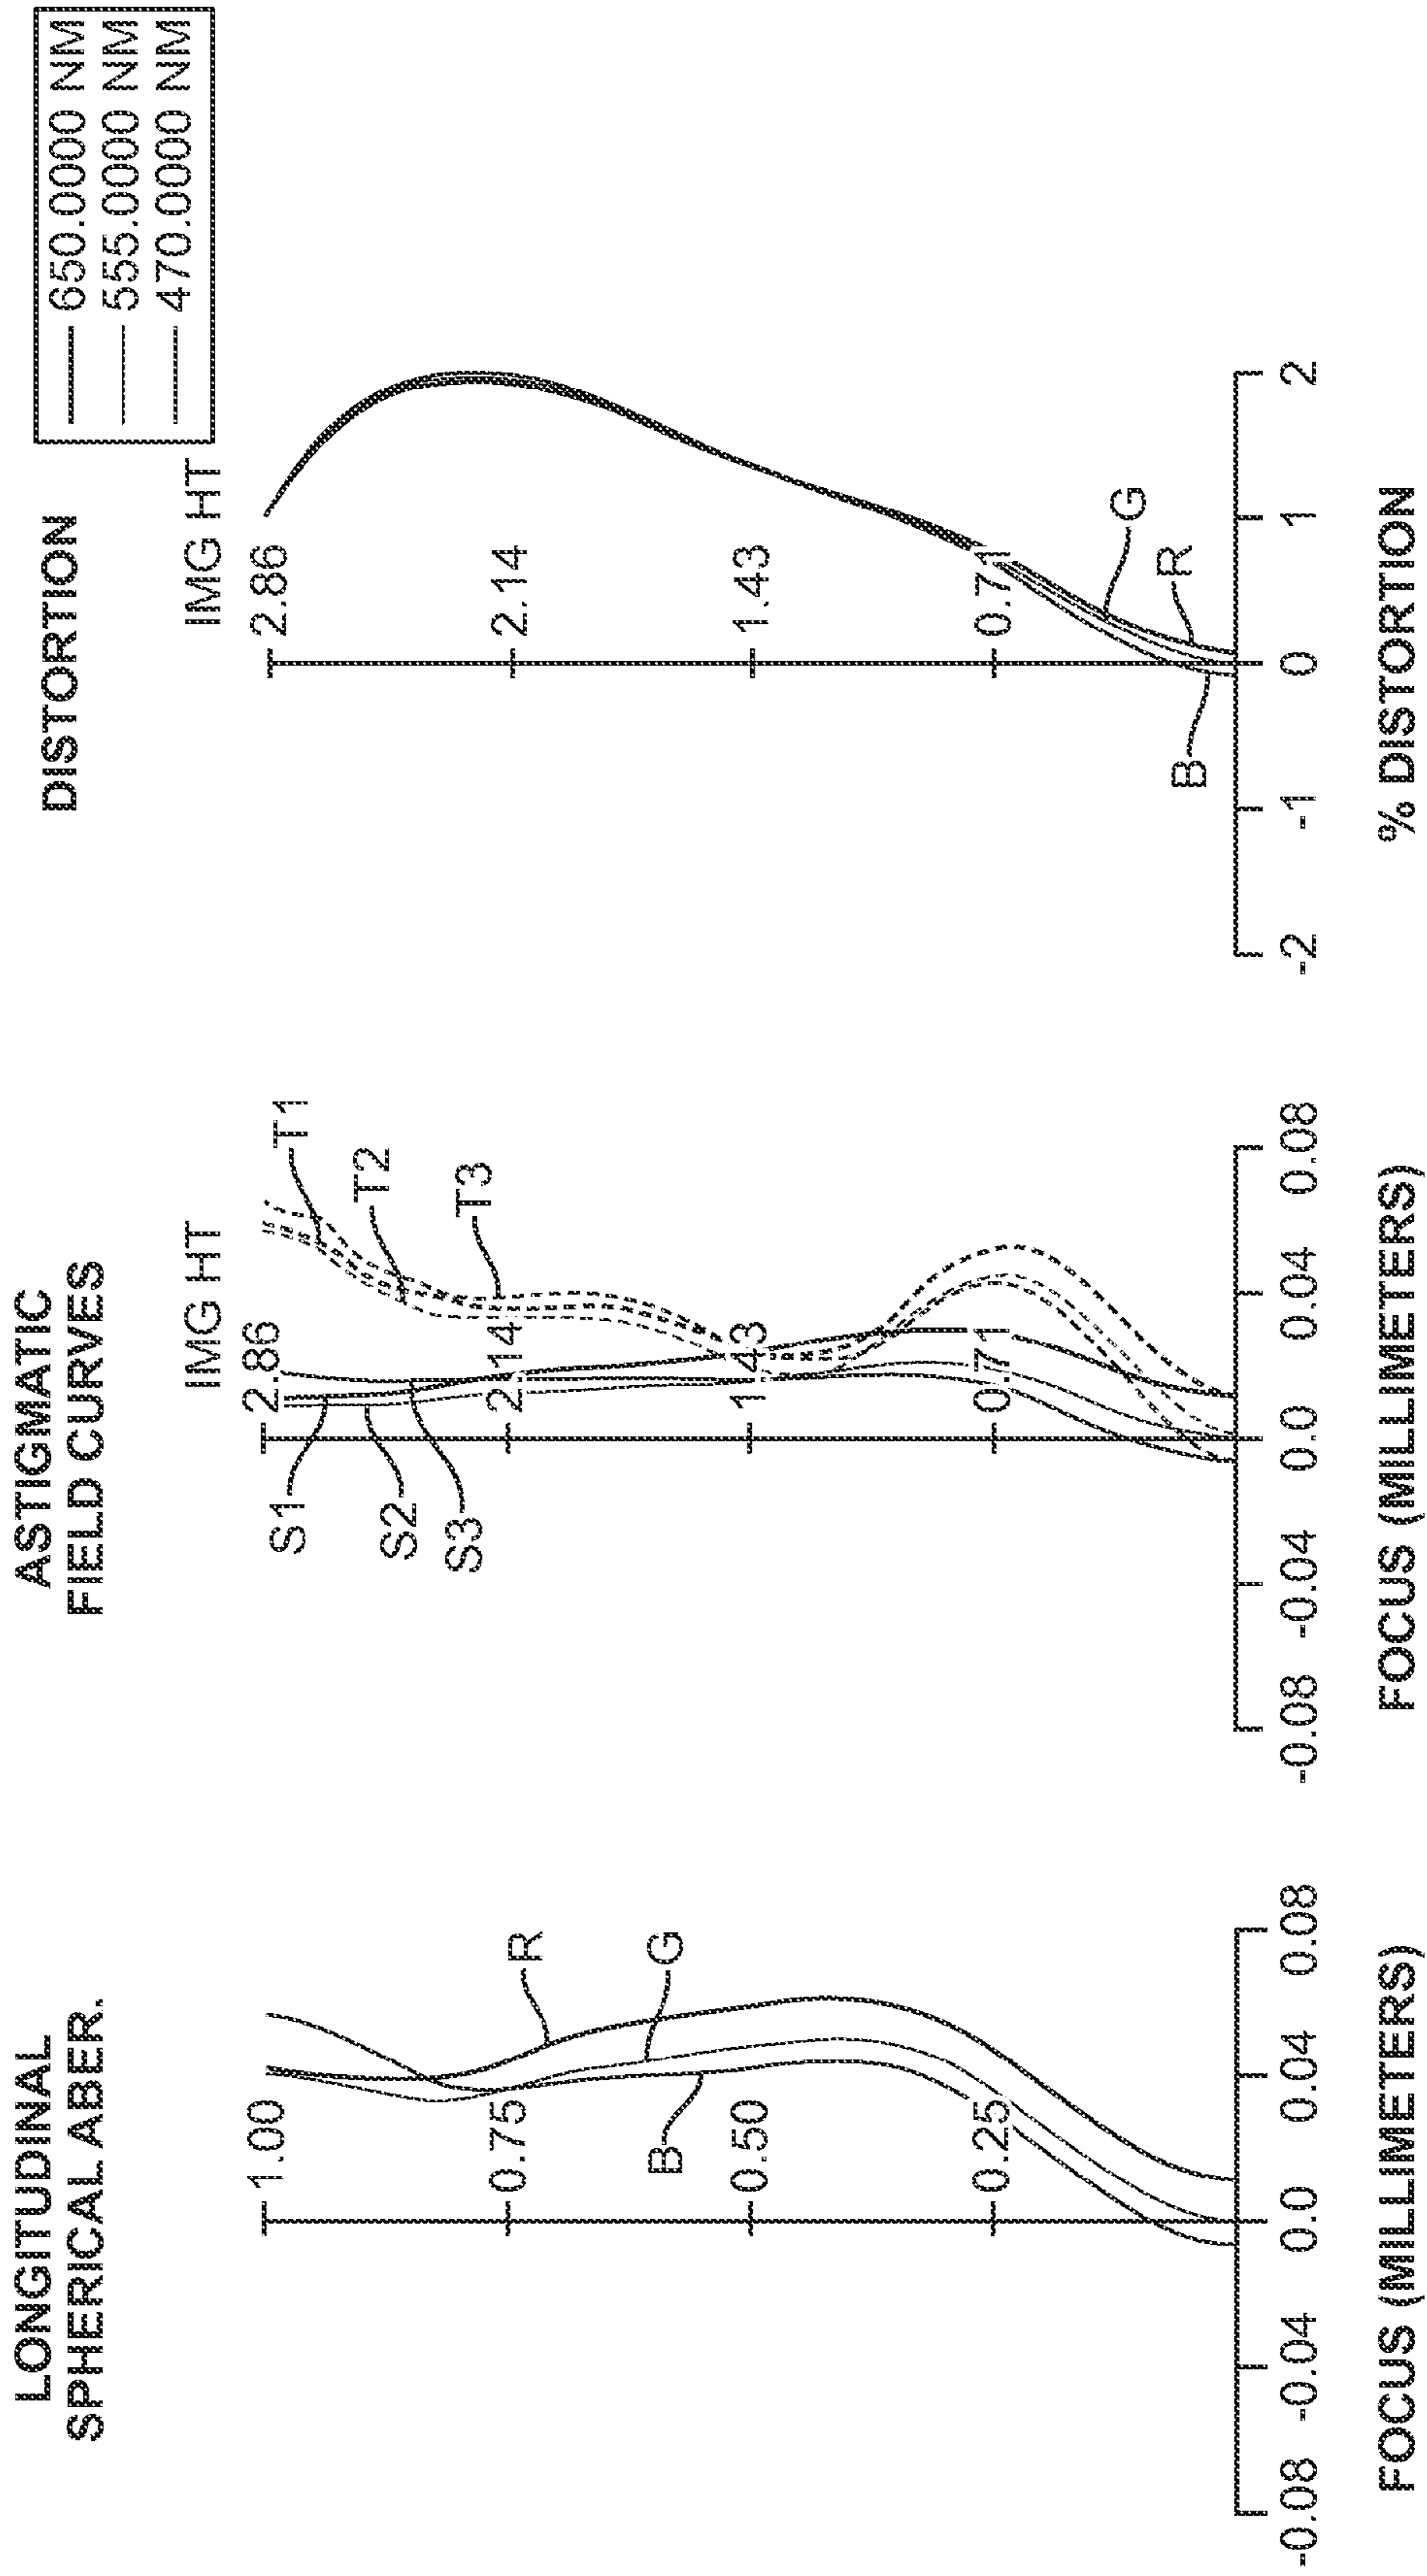 LONGITUDINAL
SPHERICAL ABER.
1.00
0.75
0.50
0.25
R
G
B
-0.08 -0.04 0.0 0.04 0.08
FOCUS (MILLIMETERS)
ASTIGMATIC
FIELD CURVES
IMG HT
2.86
2.14
1.43
0.71
S1
S2
S3
T1
T2
T3
-0.08 -0.04 0.0 0.04 0.08
FOCUS (MILLIMETERS)
DISTORTION
650.0000 NM
555.0000 NM
470.0000 NM
IMG HT
2.86
2.14
1.43
0.71
G
R
B
-2 -1 0 1 2
% DISTORTION